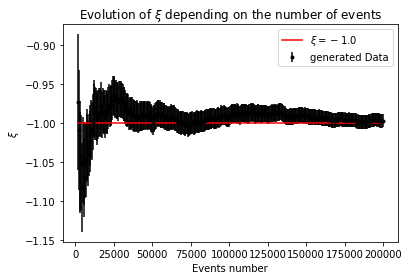 Evolution of ξ depending on the number of events
ξ = − 1.0
generated Data
−0.90
−0.95
−1.00
−1.05
−1.10
−1.15
ξ
0 25000 50000 75000 100000 125000 150000 175000 200000
Events number